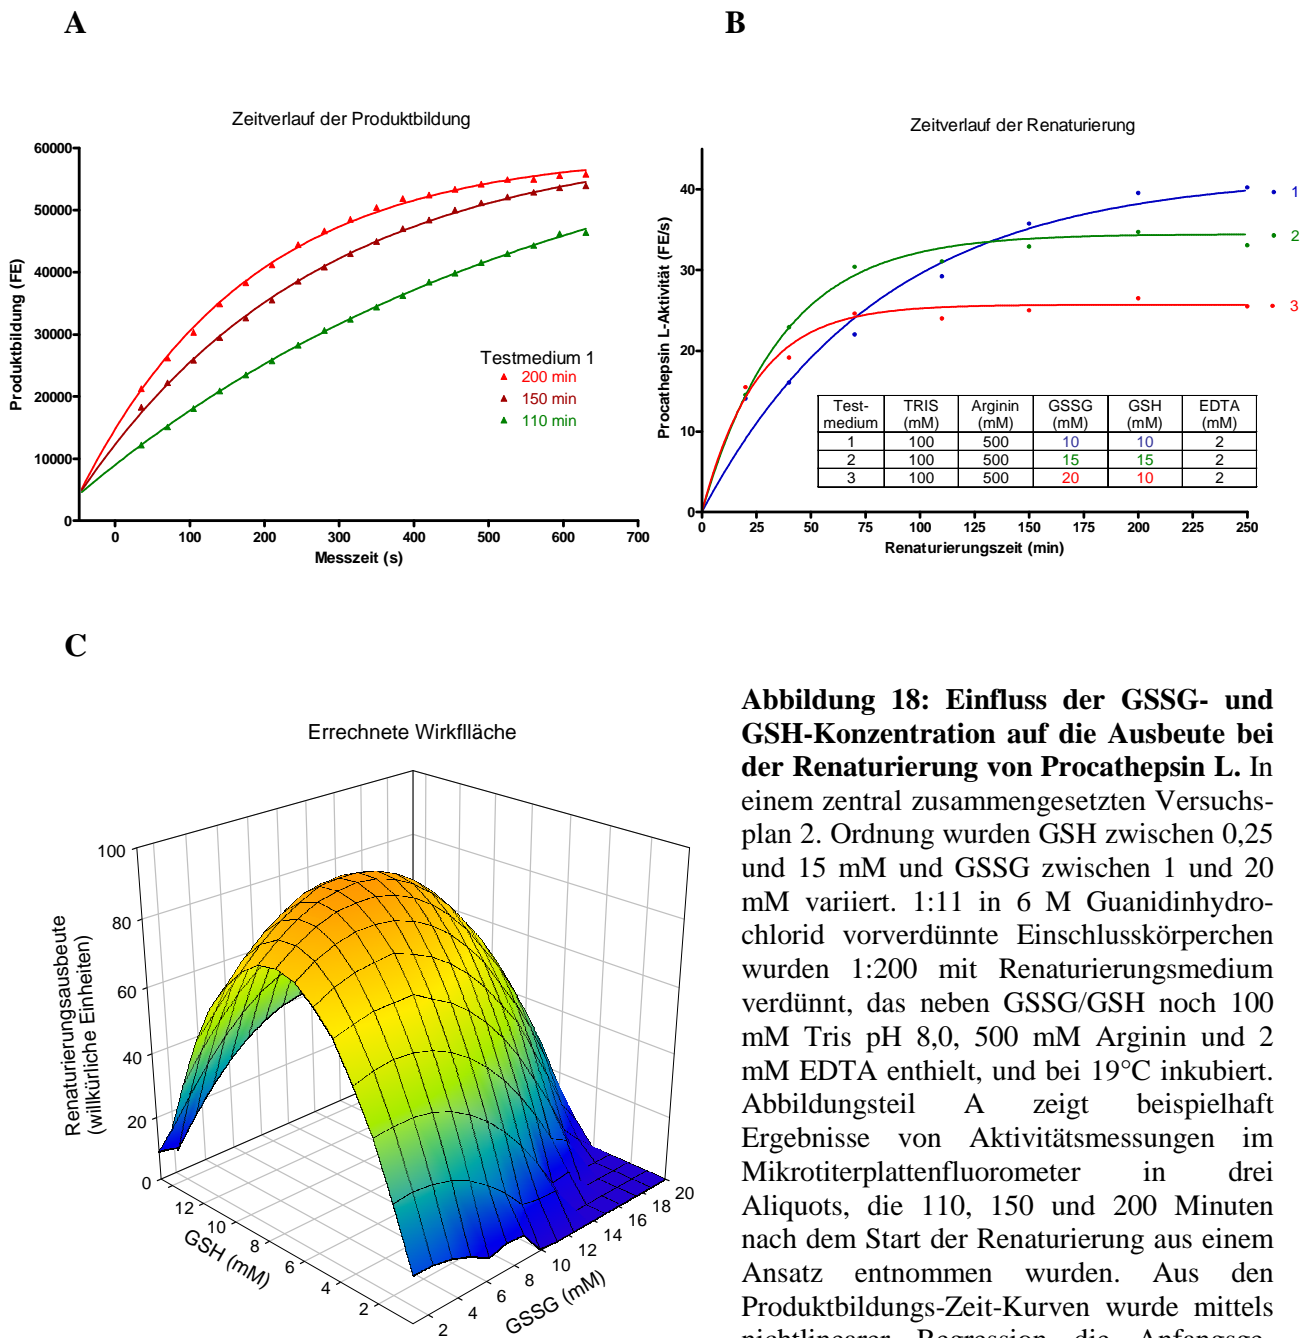 A
B
Zeitverlauf der Produktbildung
Produktbildung (FE)
60000
50000
40000
30000
20000
10000
0
0 100 200 300 400 500 600 700
Messzeit (s)
Testmedium 1
200 min
150 min
110 min
Zeitverlauf der Renaturierung
Procathepsin L-Aktivität (FE/s)
40
30
20
10
0
0 25 50 75 100 125 150 175 200 225 250
Renaturierungszeit (min)
1
2
3
Test-medium TRIS (mM) Arginin (mM) GSSG (mM) GSH (mM) EDTA (mM)
1 100 500 10 10 2
2 100 500 15 15 2
3 100 500 20 10 2
C
Errechnete Wirkflläche
Renaturierungsausbeute
(willkürliche Einheiten)
100
80
60
40
20
0
12 10 8 6 4 2
GSH (mM)
2 4 6 8 10 12 14 16 18 20
GSSG (mM)
Abbildung 18: Einfluss der GSSG- und
GSH-Konzentration auf die Ausbeute bei
der Renaturierung von Procathepsin L. In
einem zentral zusammengesetzten Versuchs-
plan 2. Ordnung wurden GSH zwischen 0,25
und 15 mM und GSSG zwischen 1 und 20
mM variiert. 1:11 in 6 M Guanidinhydro-
chlorid vorverdünnte Einschlusskörperchen
wurden 1:200 mit Renaturierungsmedium
verdünnt, das neben GSSG/GSH noch 100
mM Tris pH 8,0, 500 mM Arginin und 2
mM EDTA enthielt, und bei 19°C inkubiert.
Abbildungsteil A zeigt beispielhaft
Ergebnisse von Aktivitätsmessungen im
Mikrotiterplattenfluorometer in drei
Aliquots, die 110, 150 und 200 Minuten
nach dem Start der Renaturierung aus einem
Ansatz entnommen wurden. Aus den
Produktbildungs-Zeit-Kurven wurde mittels
nichtlinearer Regression die Anfangsge-